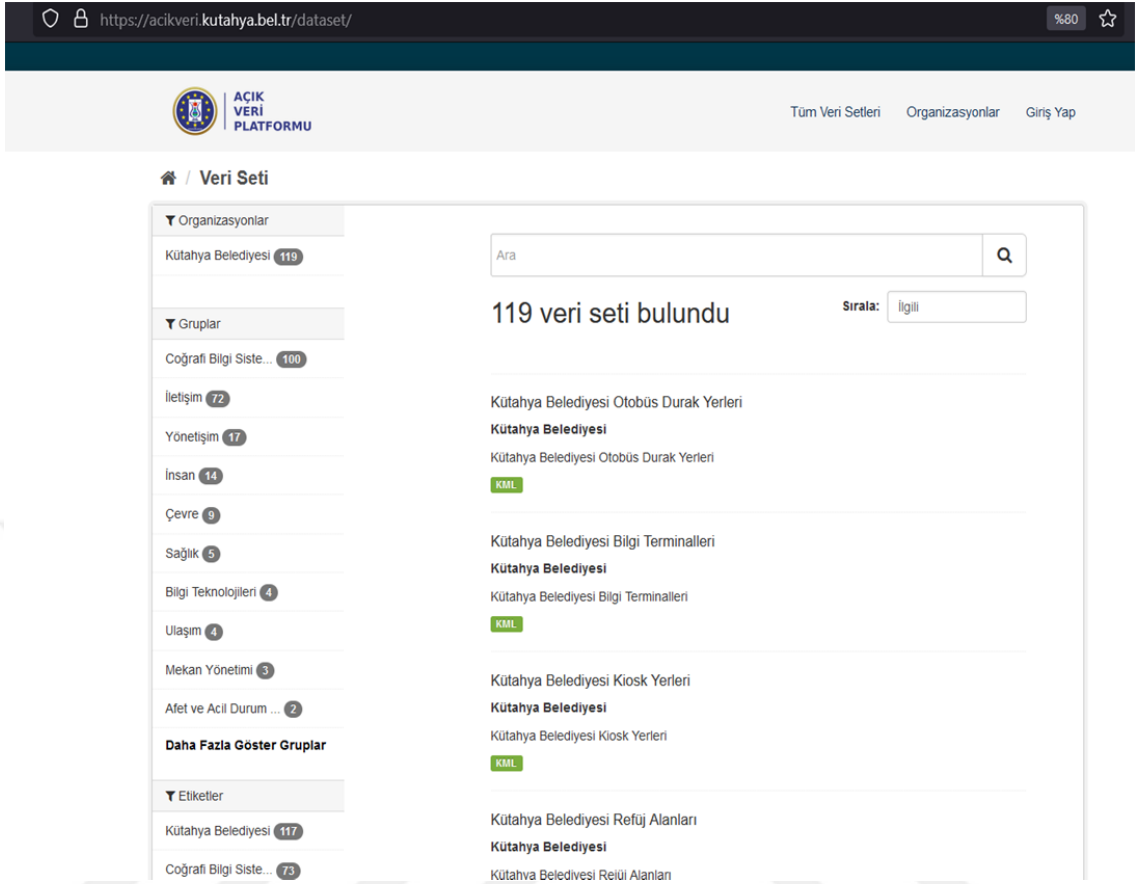 https://acikveri.kutahya.bel.tr/dataset/
%80
AÇIK
VERİ
PLATFORMU
Tüm Veri Setleri
Organizasyonlar
Giriş Yap
/ Veri Seti
Organizasyonlar
Kütahya Belediyesi 119
Gruplar
Coğrafi Bilgi Siste... 100
İletişim 72
Yönetişim 17
İnsan 14
Çevre 9
Sağlık 5
Bilgi Teknolojileri 4
Ulaşım 4
Mekan Yönetimi 3
Afet ve Acil Durum ... 2
Daha Fazla Göster Gruplar
Etiketler
Kütahya Belediyesi 117
Coğrafi Bilgi Siste... 73
Ara
119 veri seti bulundu
Sırala: İlgili
Kütahya Belediyesi Otobüs Durak Yerleri
Kütahya Belediyesi
Kütahya Belediyesi Otobüs Durak Yerleri
KML
Kütahya Belediyesi Bilgi Terminalleri
Kütahya Belediyesi
Kütahya Belediyesi Bilgi Terminalleri
KML
Kütahya Belediyesi Kiosk Yerleri
Kütahya Belediyesi
Kütahya Belediyesi Kiosk Yerleri
KML
Kütahya Belediyesi Refüj Alanları
Kütahya Belediyesi
Kütahya Belediyesi Refüj Alanları